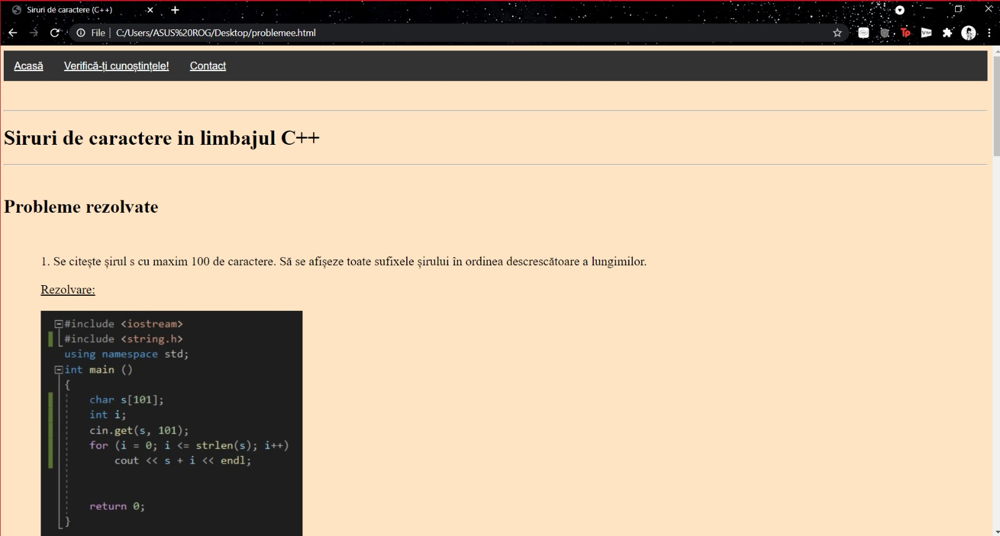 Siruri de caractere (C++)
File | C:/Users/ASUS%20ROG/Desktop/problemee.html
Tp VM
Acasă Verifică-ți cunoștințele! Contact
Siruri de caractere in limbajul C++
Probleme rezolvate
1. Se citește șirul s cu maxim 100 de caractere. Să se afișeze toate sufixele șirului în ordinea descrescătoare a lungimilor.
Rezolvare:
#include <iostream>
#include <string.h>
using namespace std;
int main ()
{
char s[101];
int i;
cin.get(s, 101);
for (i = 0; i <= strlen(s); i++)
cout << s + i << endl;
return 0;
}